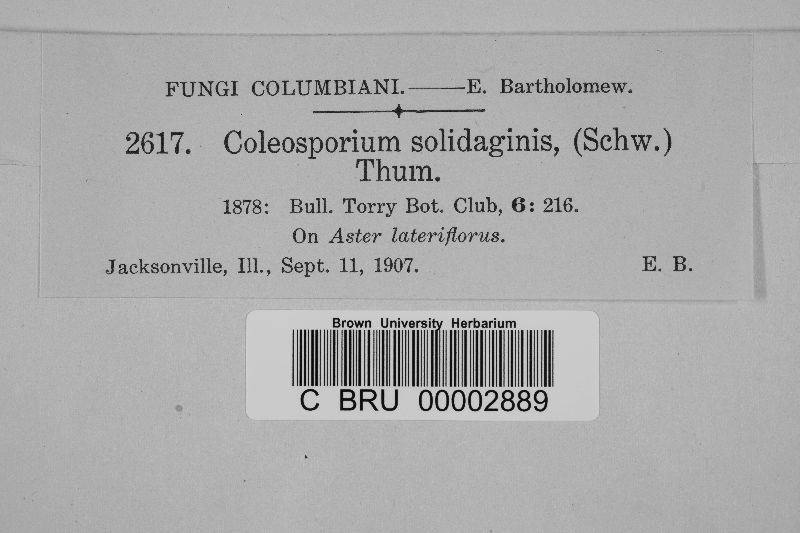 FUNGI COLUMBIANI.——E. Bartholomew.
2617. Coleosporium solidaginis, (Schw.)
Thum.
1878: Bull. Torry Bot. Club, 6: 216.
On Aster lateriflorus.
Jacksonville, Ill., Sept. 11, 1907. E. B.
Brown University Herbarium
C BRU 00002889